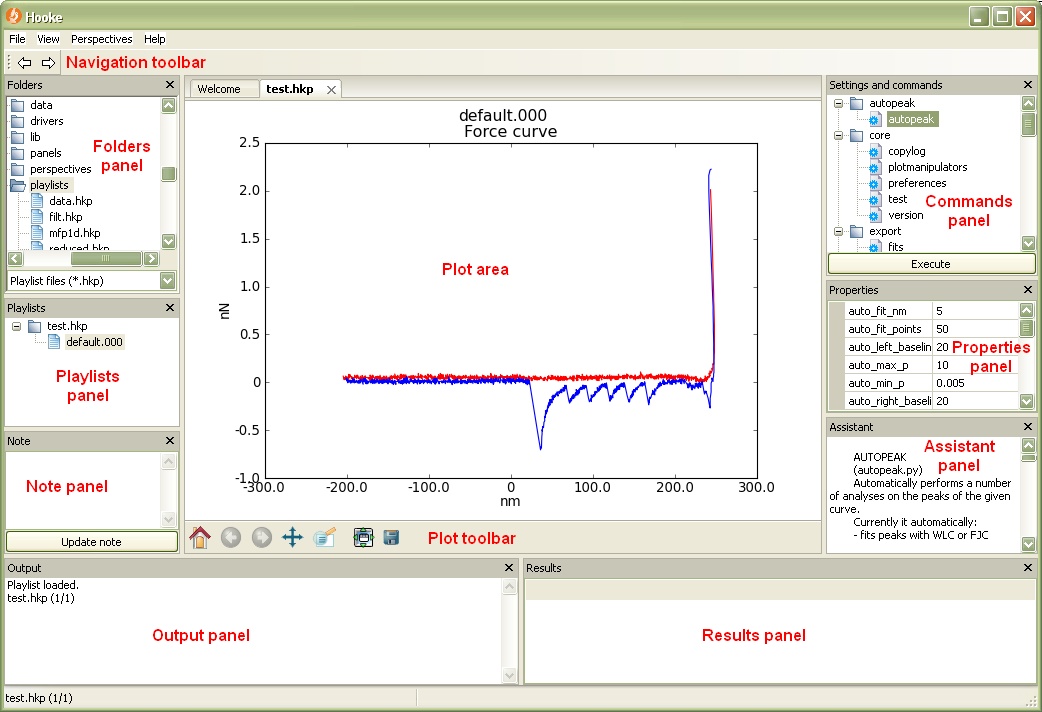 Hooke
File View Perspectives Help
Navigation toolbar
Folders
data
drivers
lib
panels
perspectives
playlists
data.hkp
filt.hkp
mfp1d.hkp
reduced.hkp
Folders
panel
Playlist files (*.hkp)
Playlists
test.hkp
default.000
Playlists
panel
Note
Note panel
Update note
Welcome
test.hkp
default.000
Force curve
2.5
2.0
1.5
1.0
0.5
0
-0.5
-1.0
nN
Plot area
-300.0 -200.0 -100.0 0 100.0 200.0 300.0
nm
Plot toolbar
Settings and commands
autopeak
autopeak
core
copylog
plotmanipulators
preferences
test
version
export
fits
Commands
panel
Execute
Properties
auto_fit_nm 5
auto_fit_points 50
auto_left_baselin 20
auto_max_p 10
auto_min_p 0.005
auto_right_baseli 20
Properties
panel
Assistant
Assistant
panel
AUTOPEAK
(autopeak.py)
Automatically performs a number
of analyses on the peaks of the given
curve.
Currently it automatically:
- fits peaks with WLC or FJC
Output
Playlist loaded.
test.hkp (1/1)
Output panel
Results
Results panel
test.hkp (1/1)